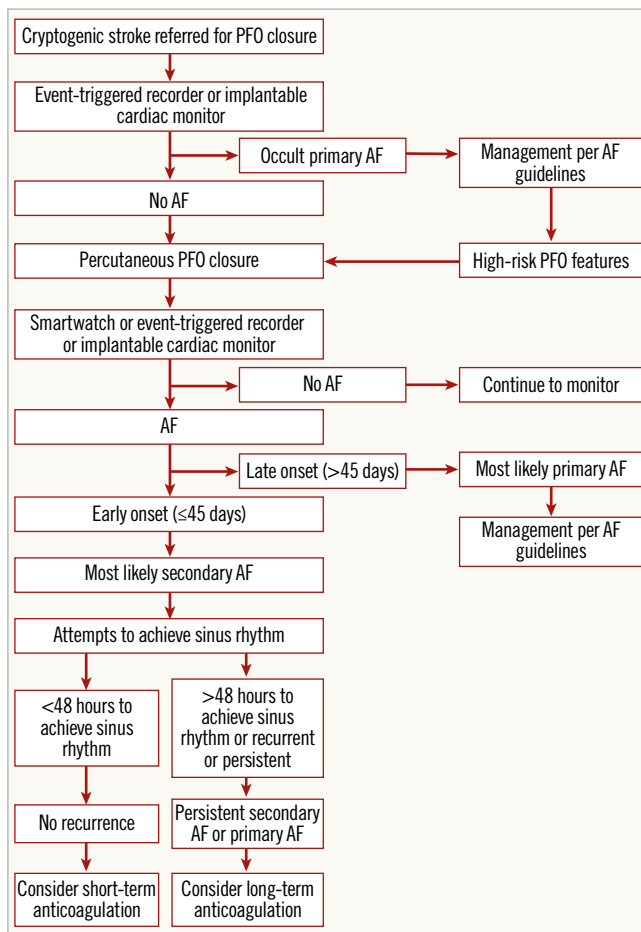 Cryptogenic stroke referred for PFO closure
Event-triggered recorder or implantable
cardiac monitor
Occult primary AF
Management per AF
guidelines
No AF
Percutaneous PFO closure
High-risk PFO features
Smartwatch or event-triggered recorder
or implantable cardiac monitor
No AF
Continue to monitor
AF
Late onset (>45 days)
Most likely primary AF
Early onset (≤45 days)
Management per AF
guidelines
Most likely secondary AF
Attempts to achieve sinus rhythm
<48 hours to
achieve sinus
rhythm
>48 hours to
achieve sinus
rhythm or recurrent
or persistent
No recurrence
Persistent secondary
AF or primary AF
Consider short-term
anticoagulation
Consider long-term
anticoagulation